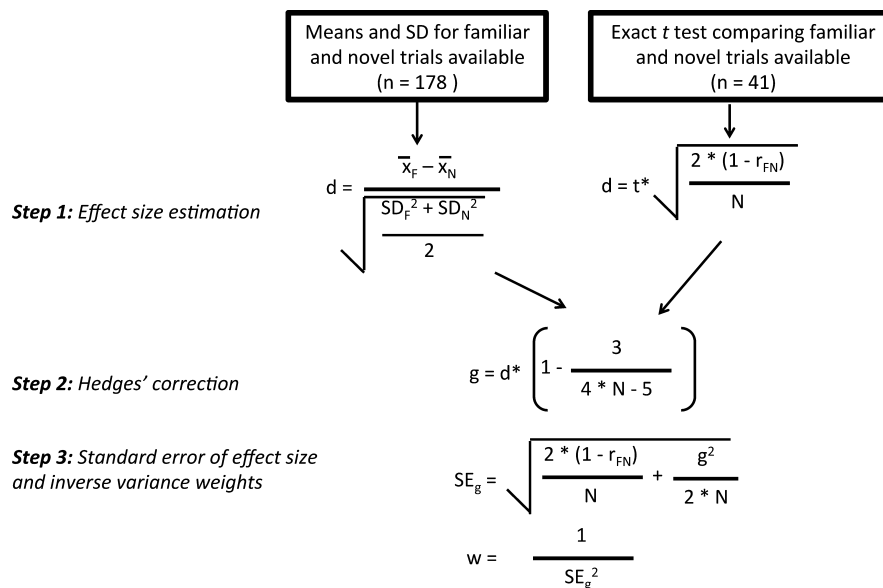 Means and SD for familiar
and novel trials available
(n = 178 )
Exact t test comparing familiar
and novel trials available
(n = 41)
Step 1: Effect size estimation
d = (x̅F – x̅N) / √((SDF² + SDN²) / 2)
d = t* √(2 * (1 - rFN) / N)
Step 2: Hedges’ correction
g = d* (1 - 3 / (4 * N - 5))
Step 3: Standard error of effect size
and inverse variance weights
SEg = √(2 * (1 - rFN) / N + g² / (2 * N))
w = 1 / SEg²